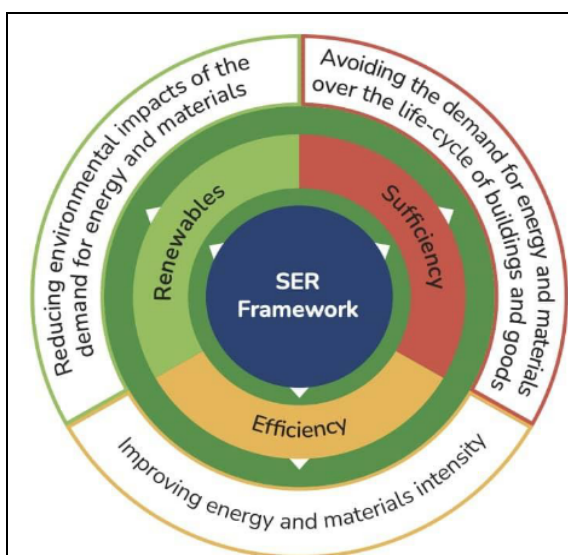 Reducing environmental impacts of the
demand for energy and materials
Avoiding the demand for energy and materials
over the life-cycle of buildings and goods
Renewables
Sufficiency
SER
Framework
Efficiency
Improving energy and materials intensity